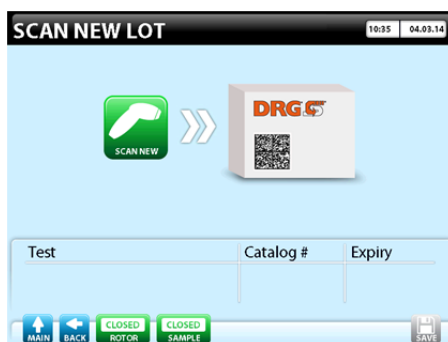 SCAN NEW LOT
10:35
04.03.14
SCAN NEW
DRG
Test
Catalog #
Expiry
MAIN
BACK
CLOSED
ROTOR
CLOSED
SAMPLE
SAVE